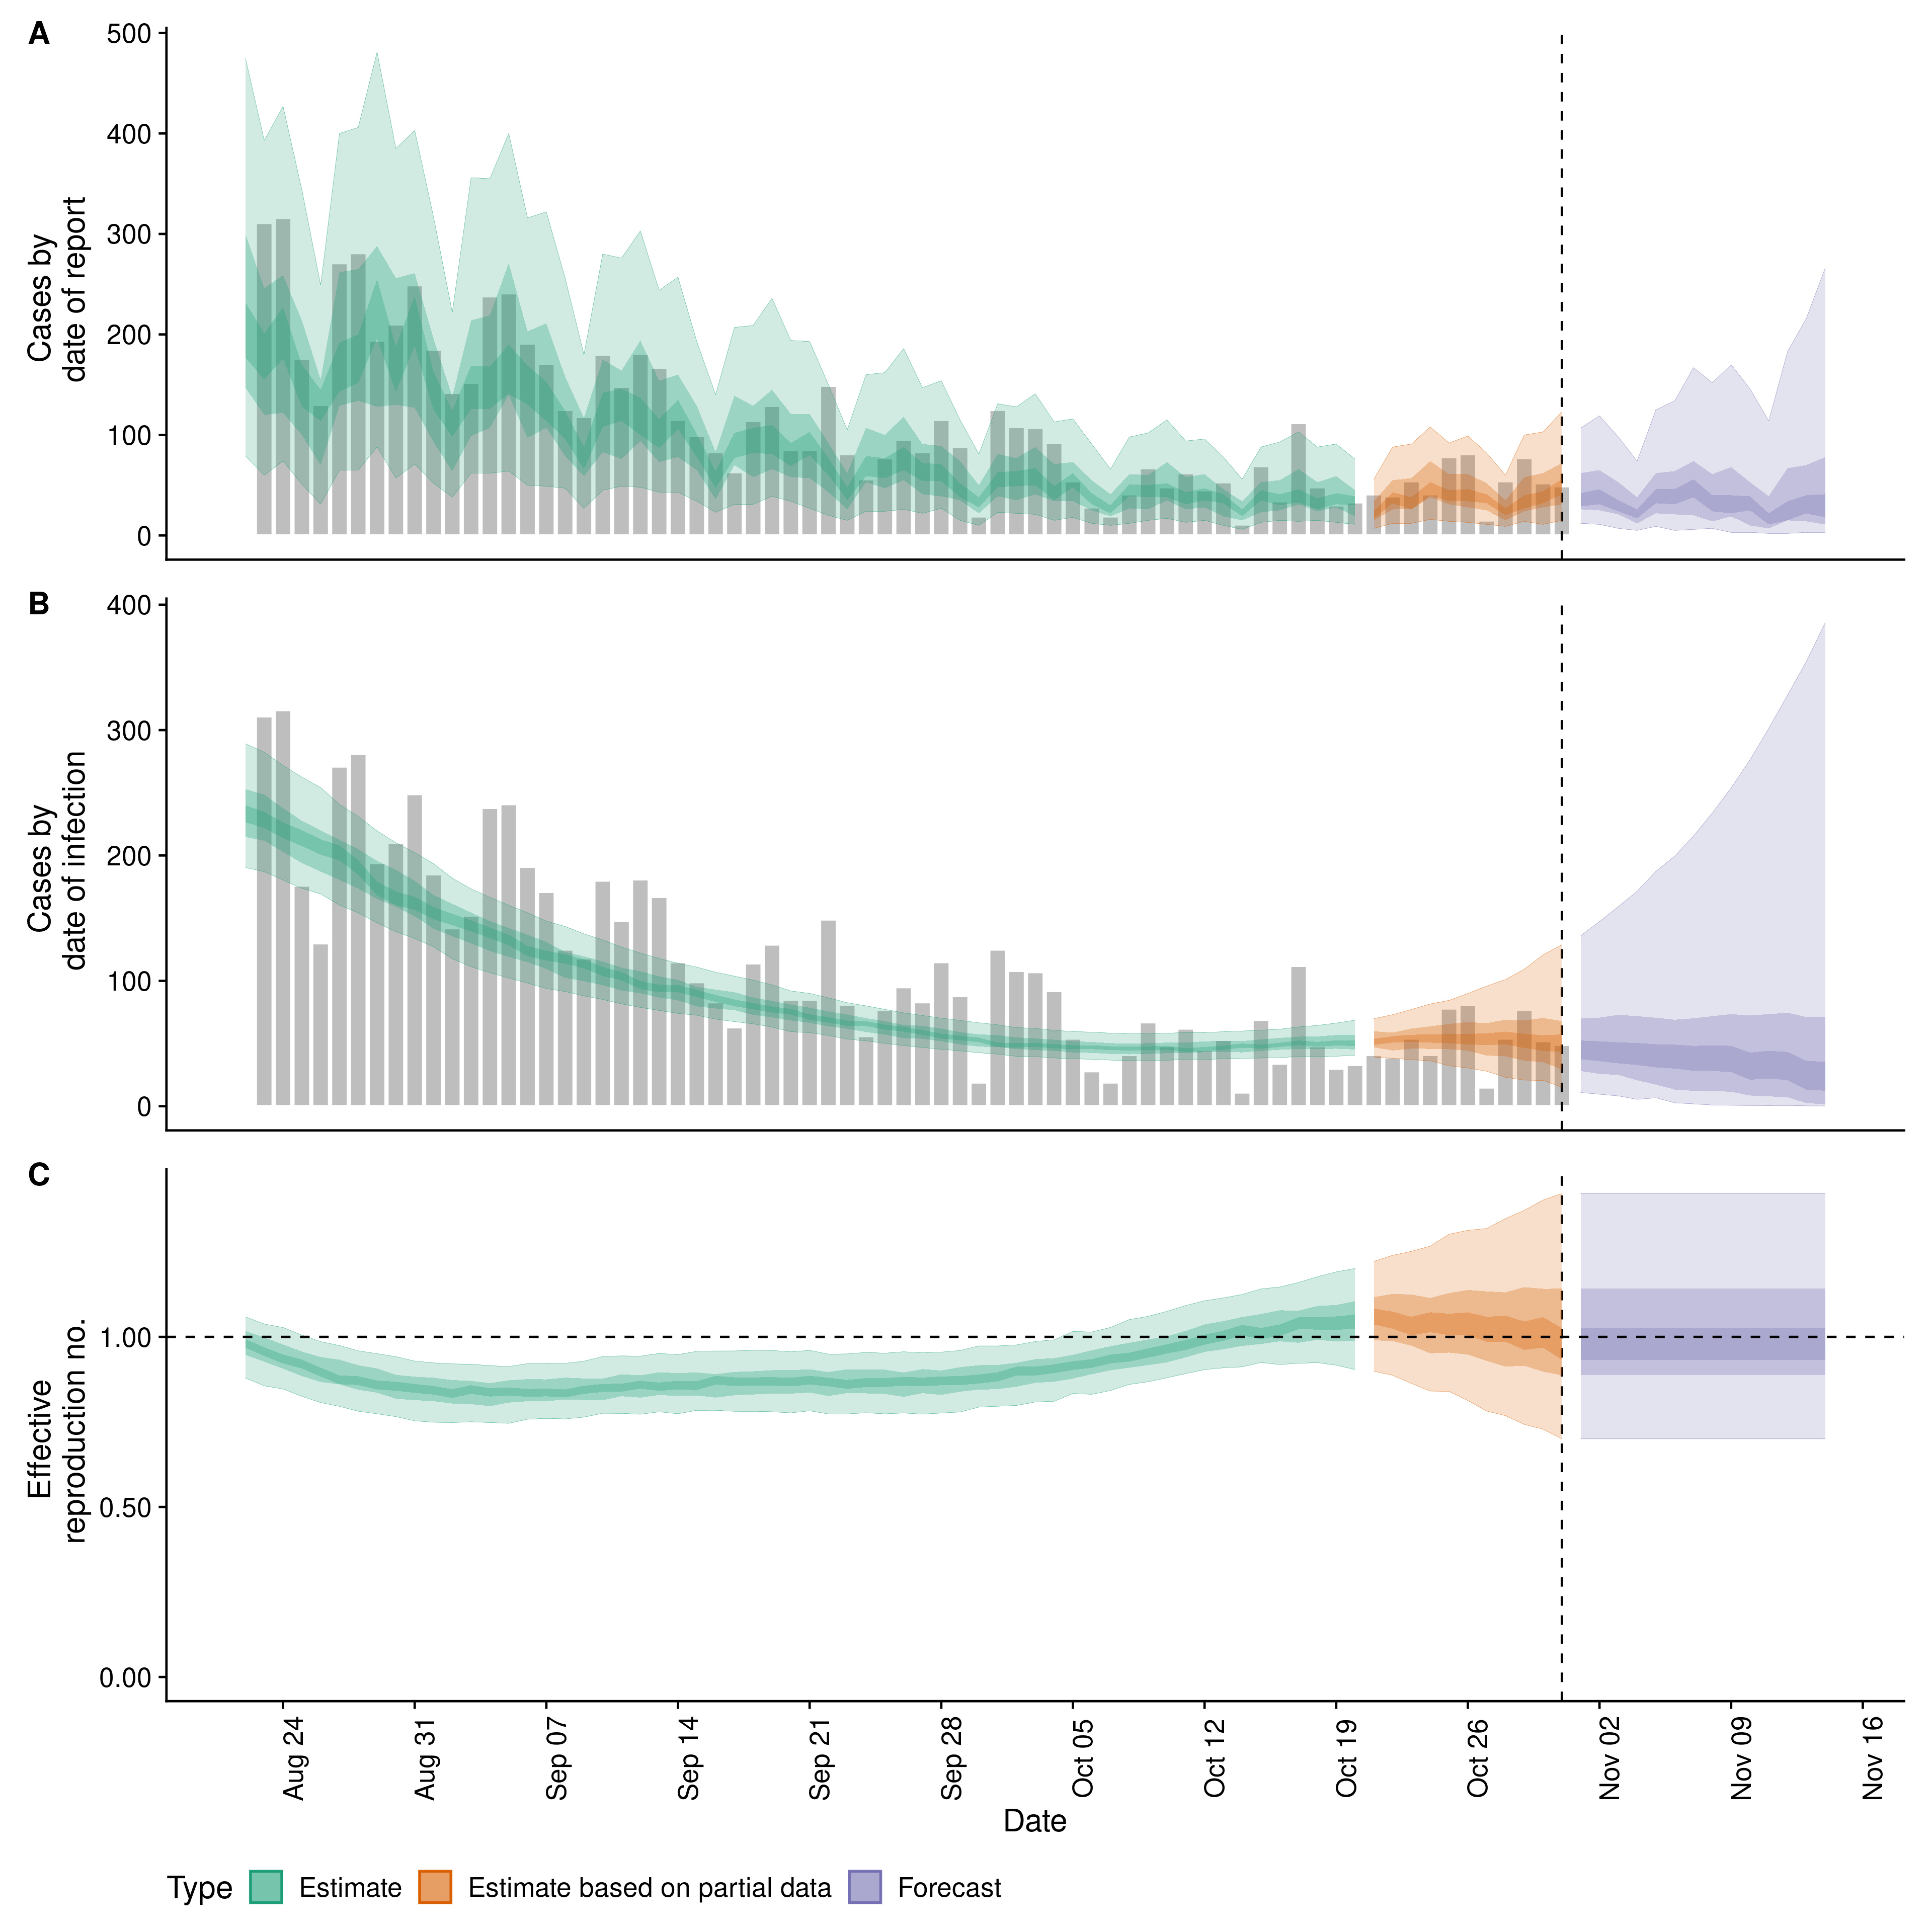 A
500
400
300
200
100
0
Cases by
date of report
B
400
300
200
100
0
Cases by
date of infection
C
1.00
0.50
0.00
Effective
reproduction no.
Aug 24
Aug 31
Sep 07
Sep 14
Sep 21
Sep 28
Oct 05
Oct 12
Oct 19
Oct 26
Nov 02
Nov 09
Nov 16
Date
Type Estimate Estimate based on partial data Forecast